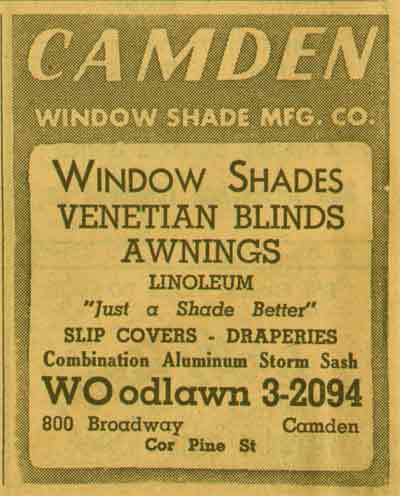 CAMDEN
WINDOW SHADE MFG. CO.
WINDOW SHADES
VENETIAN BLINDS
AWNINGS
LINOLEUM
"Just a Shade Better"
SLIP COVERS - DRAPERIES
Combination Aluminum Storm Sash
WOodlawn 3-2094
800 Broadway Camden
Cor Pine St